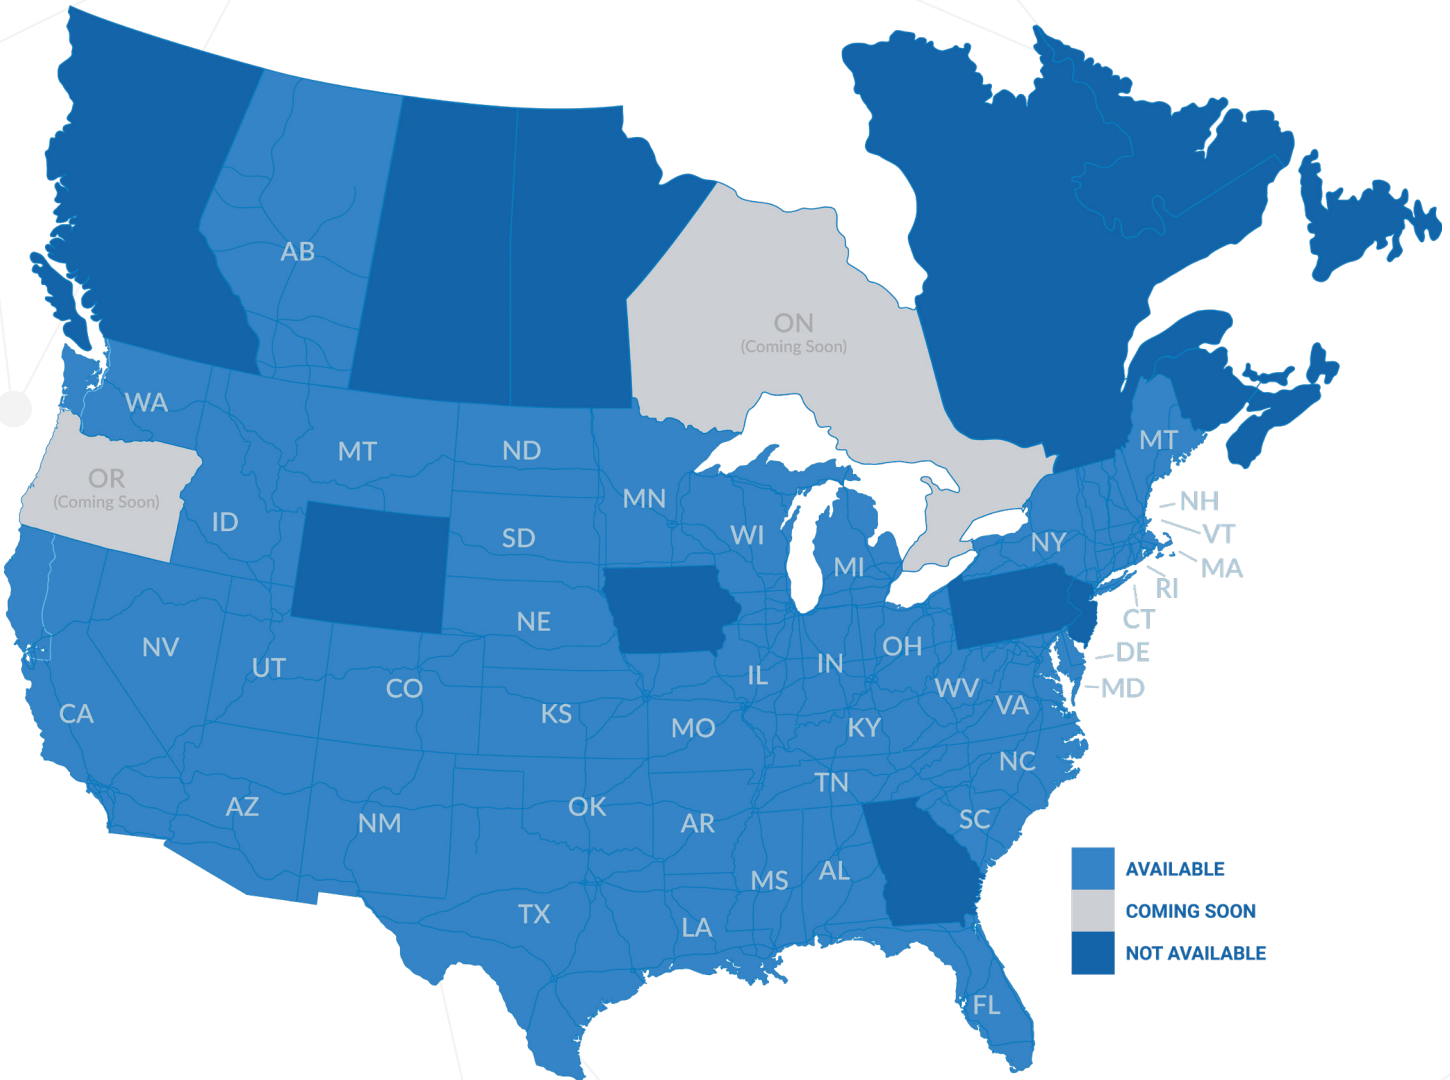 AB
ON
(Coming Soon)
WA
MT
ND
MT
OR
(Coming Soon)
ID
MN
NH
SD
WI
VT
NY
MI
MA
RI
NE
CT
NV
OH
DE
UT
IN
CO
IL
WV
MD
CA
KS
VA
MO
KY
NC
TN
AZ
OK
NM
AR
SC
AL
MS
TX
LA
FL
AVAILABLE
COMING SOON
NOT AVAILABLE